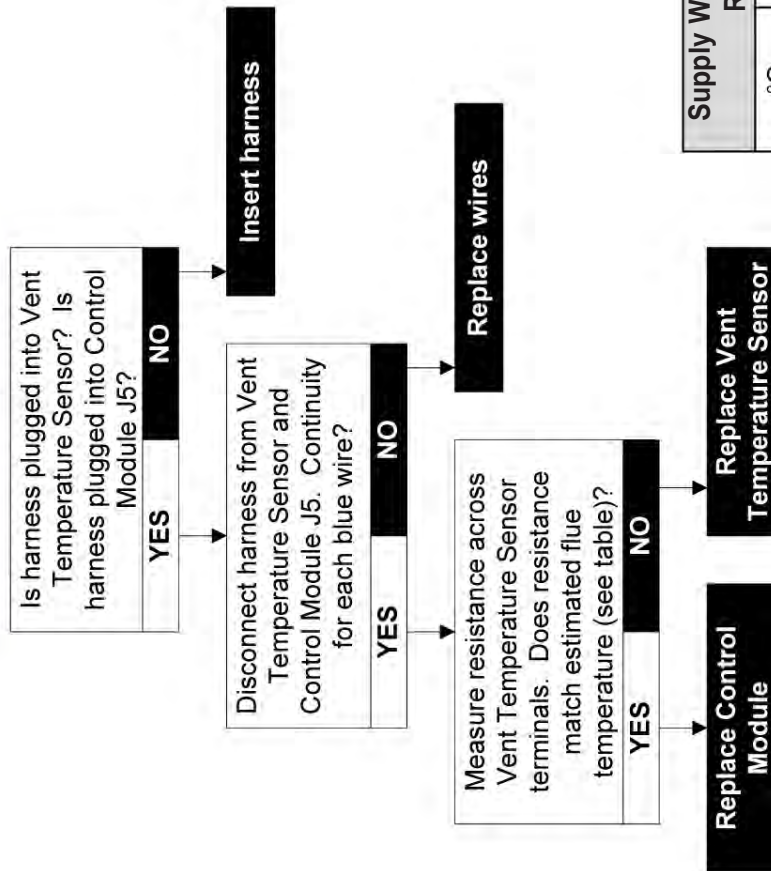 Is harness plugged into Vent
Temperature Sensor? Is
harness plugged into Control
Module J5?
YES
NO
Insert harness
Disconnect harness from Vent
Temperature Sensor and
Control Module J5. Continuity
for each blue wire?
YES
NO
Replace wires
Measure resistance across
Vent Temperature Sensor
terminals. Does resistance
match estimated flue
temperature (see table)?
YES
NO
Replace Control
Module
Replace Vent
Temperature Sensor
Supply W
R